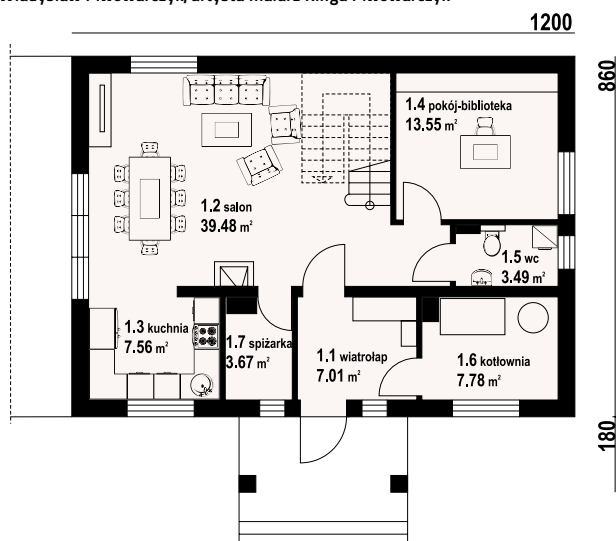 1200
860
1.4 pokój-biblioteka
13.55 m²
1.2 salon
39.48 m²
1.5 wc
3.49 m²
1.3 kuchnia
7.56 m²
1.7 spiżarka
3.67 m²
1.1 wiatrołap
7.01 m²
1.6 kotłownia
7.78 m²
180